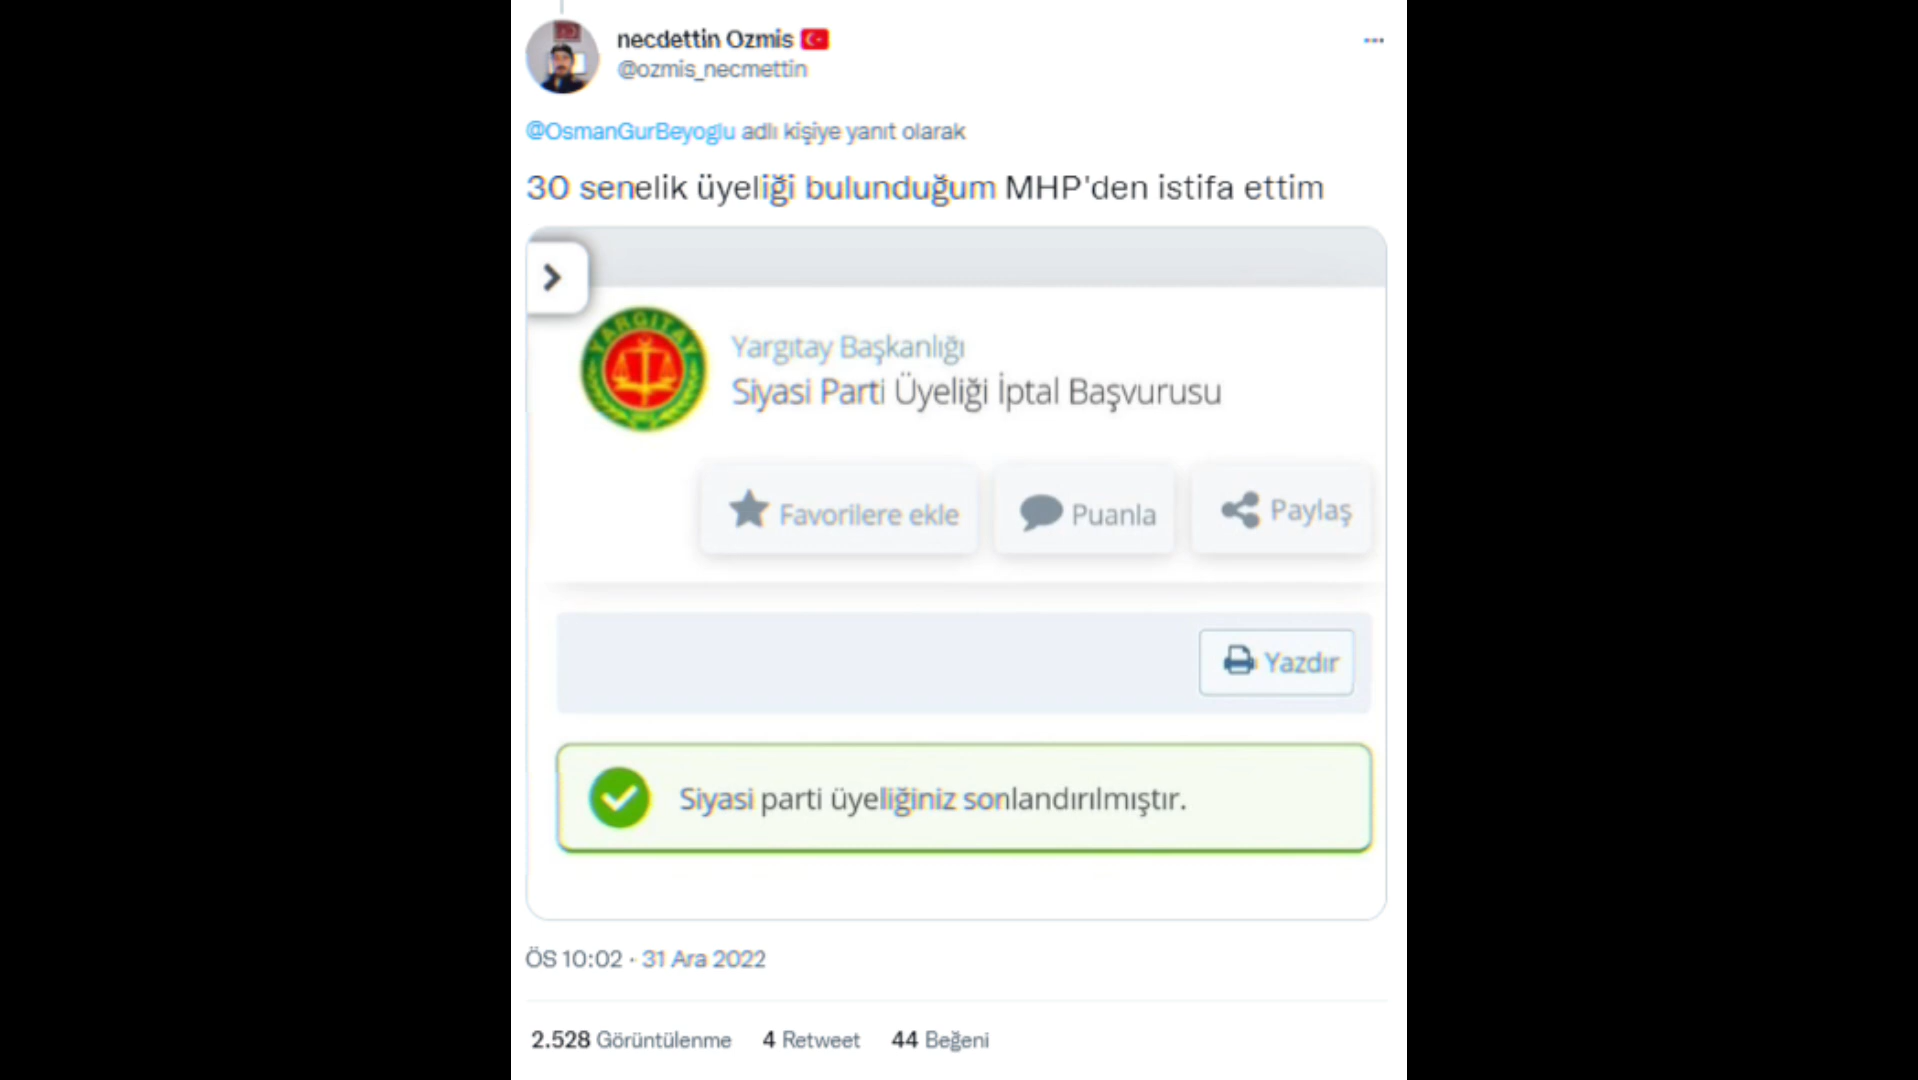 necdettin Ozmis
@ozmis_necmettin
@OsmanGurBeyoglu adlı kişiye yanıt olarak
30 senelik üyeliği bulunduğum MHP'den istifa ettim
YARGITAY
Yargıtay Başkanlığı
Siyasi Parti Üyeliği İptal Başvurusu
Favorilere ekle Puanla Paylaş
Yazdır
Siyasi parti üyeliğiniz sonlandırılmıştır.
ÖS 10:02 · 31 Ara 2022
2.528 Görüntülenme 4 Retweet 44 Beğeni